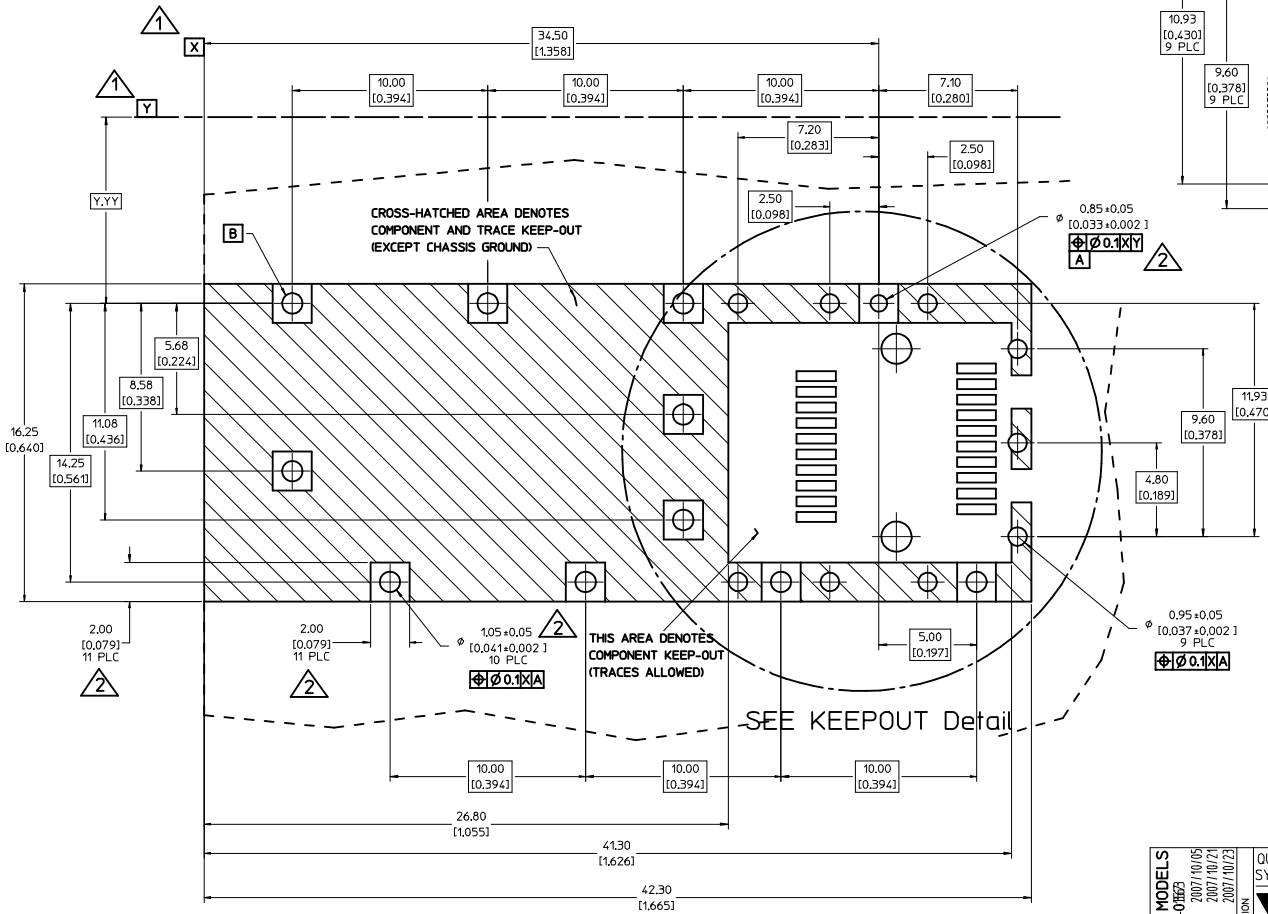 1
X
34.50
[1.358]
10.93
[0.430]
9 PLC
9.60
[0.378]
9 PLC
1
Y
10.00
[0.394]
10.00
[0.394]
10.00
[0.394]
7.10
[0.280]
7.20
[0.283]
2.50
[0.098]
2.50
[0.098]
Y.YY
B
CROSS-HATCHED AREA DENOTES
COMPONENT AND TRACE KEEP-OUT
(EXCEPT CHASSIS GROUND)
⌀ 0.85±0.05
[0.033±0.002 ]
⌖ ⌀ 0.1 X Y
A
2
5.68
[0.224]
8.58
[0.338]
11.08
[0.436]
16.25
[0.640]
14.25
[0.561]
11.93
[0.470]
9.60
[0.378]
4.80
[0.189]
2.00
[0.079]
11 PLC
2
2.00
[0.079]
11 PLC
2
⌀ 1.05±0.05
[0.041±0.002 ]
10 PLC
⌖ ⌀ 0.1 X A
2
THIS AREA DENOTES
COMPONENT KEEP-OUT
(TRACES ALLOWED)
5.00
[0.197]
⌀ 0.95±0.05
[0.037±0.002 ]
9 PLC
⌖ ⌀ 0.1 X A
SEE KEEPOUT Detail
10.00
[0.394]
10.00
[0.394]
10.00
[0.394]
26.80
[1.055]
41.30
[1.626]
42.30
[1.665]
MODELS
2007/10/05
2007/10/21
2007/10/23
ION
QU
SY